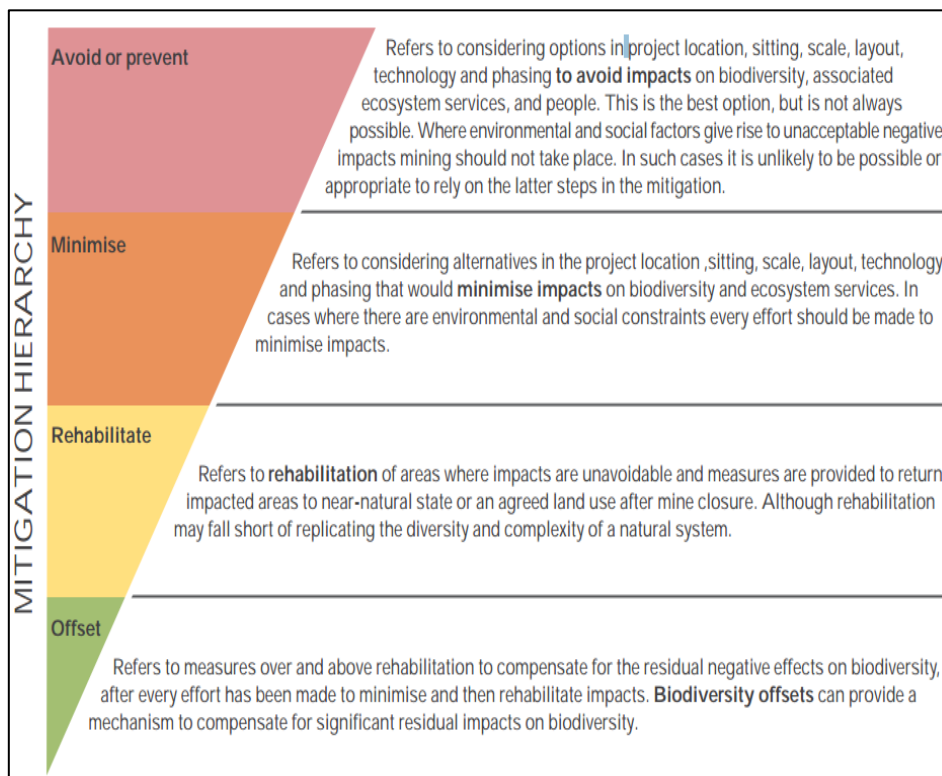 MITIGATION HIERARCHY
Avoid or prevent
Refers to considering options in project location, sitting, scale, layout,
technology and phasing to avoid impacts on biodiversity, associated
ecosystem services, and people. This is the best option, but is not always
possible. Where environmental and social factors give rise to unacceptable negative
impacts mining should not take place. In such cases it is unlikely to be possible or
appropriate to rely on the latter steps in the mitigation.
Minimise
Refers to considering alternatives in the project location ,sitting, scale, layout, technology
and phasing that would minimise impacts on biodiversity and ecosystem services. In
cases where there are environmental and social constraints every effort should be made to
minimise impacts.
Rehabilitate
Refers to rehabilitation of areas where impacts are unavoidable and measures are provided to return
impacted areas to near-natural state or an agreed land use after mine closure. Although rehabilitation
may fall short of replicating the diversity and complexity of a natural system.
Offset
Refers to measures over and above rehabilitation to compensate for the residual negative effects on biodiversity,
after every effort has been made to minimise and then rehabilitate impacts. Biodiversity offsets can provide a
mechanism to compensate for significant residual impacts on biodiversity.